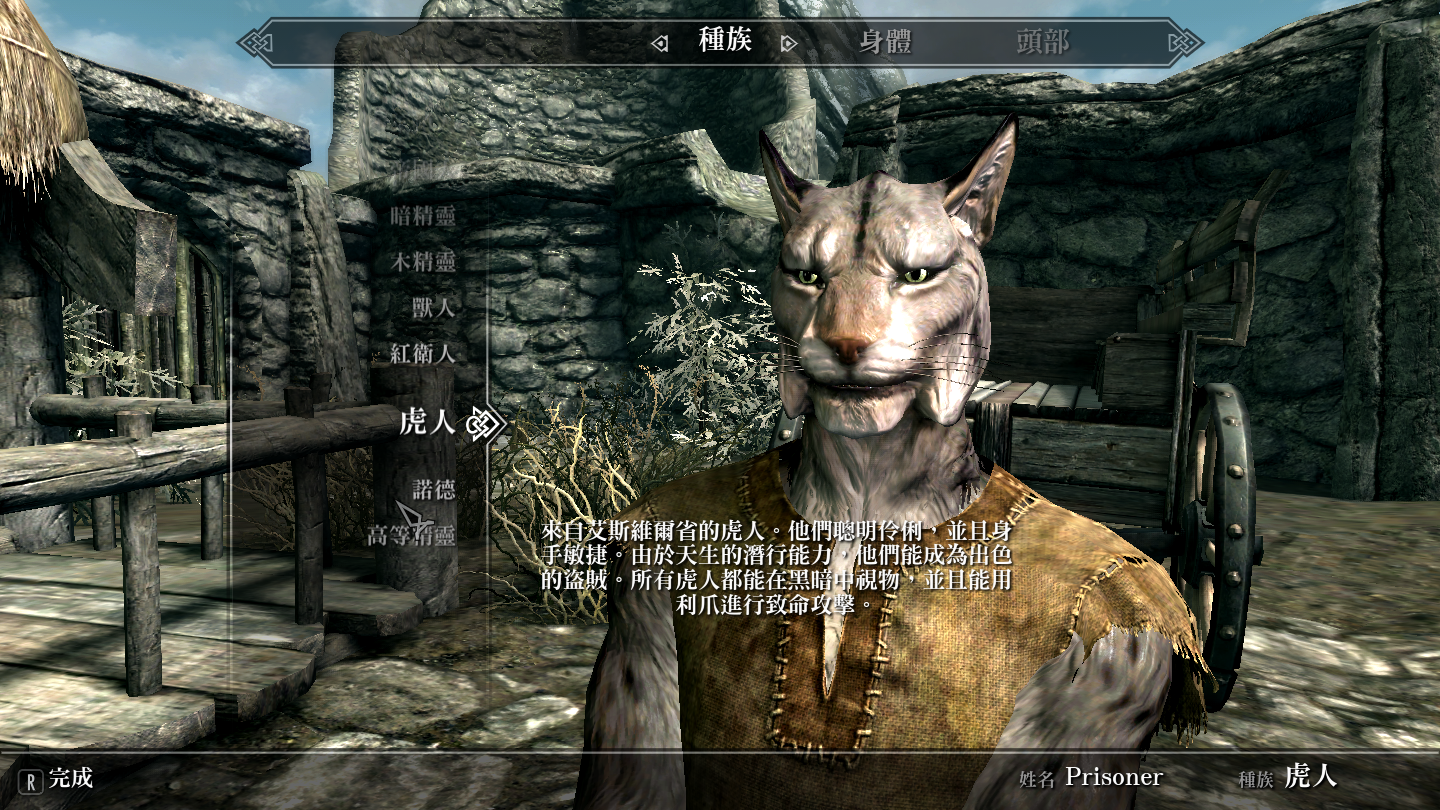 種族 身體 頭部
暗精靈
木精靈
獸人
紅衛人
虎人
諾德
高等精靈
來自艾斯維爾省的虎人。他們聰明伶俐，並且身
手敏捷。由於天生的潛行能力，他們能成為出色
的盜賊。所有虎人都能在黑暗中視物，並且能用
利爪進行致命攻擊。
R 完成 姓名 Prisoner 種族 虎人